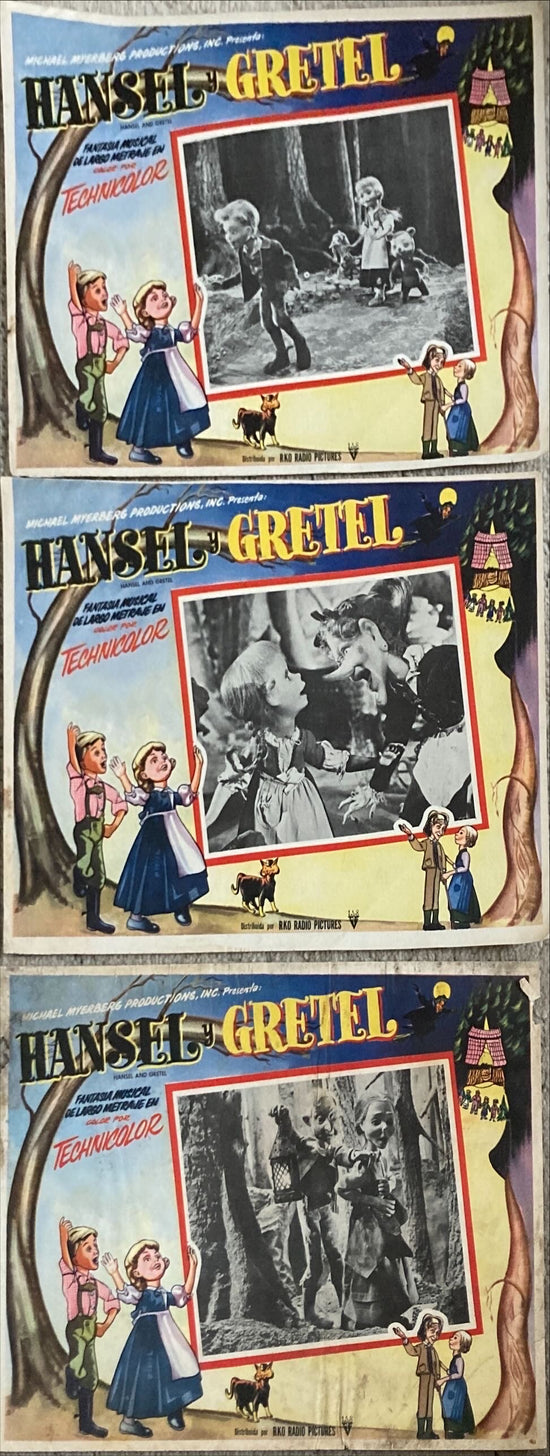 MICHAEL MYERBERG PRODUCTIONS, INC. Presenta:
HANSEL y GRETEL
HANSEL AND GRETEL
FANTASIA MUSICAL
DE LARGO METRAJE EN
COLOR POR
TECHNICOLOR
Distribuida por RKO RADIO PICTURES
MICHAEL MYERBERG PRODUCTIONS, INC. Presenta:
HANSEL y GRETEL
HANSEL AND GRETEL
FANTASIA MUSICAL
DE LARGO METRAJE EN
COLOR POR
TECHNICOLOR
Distribuida por RKO RADIO PICTURES
MICHAEL MYERBERG PRODUCTIONS, INC. Presenta:
HANSEL y GRETEL
HANSEL AND GRETEL
FANTASIA MUSICAL
DE LARGO METRAJE EN
COLOR POR
TECHNICOLOR
Distribuida por RKO RADIO PICTURES